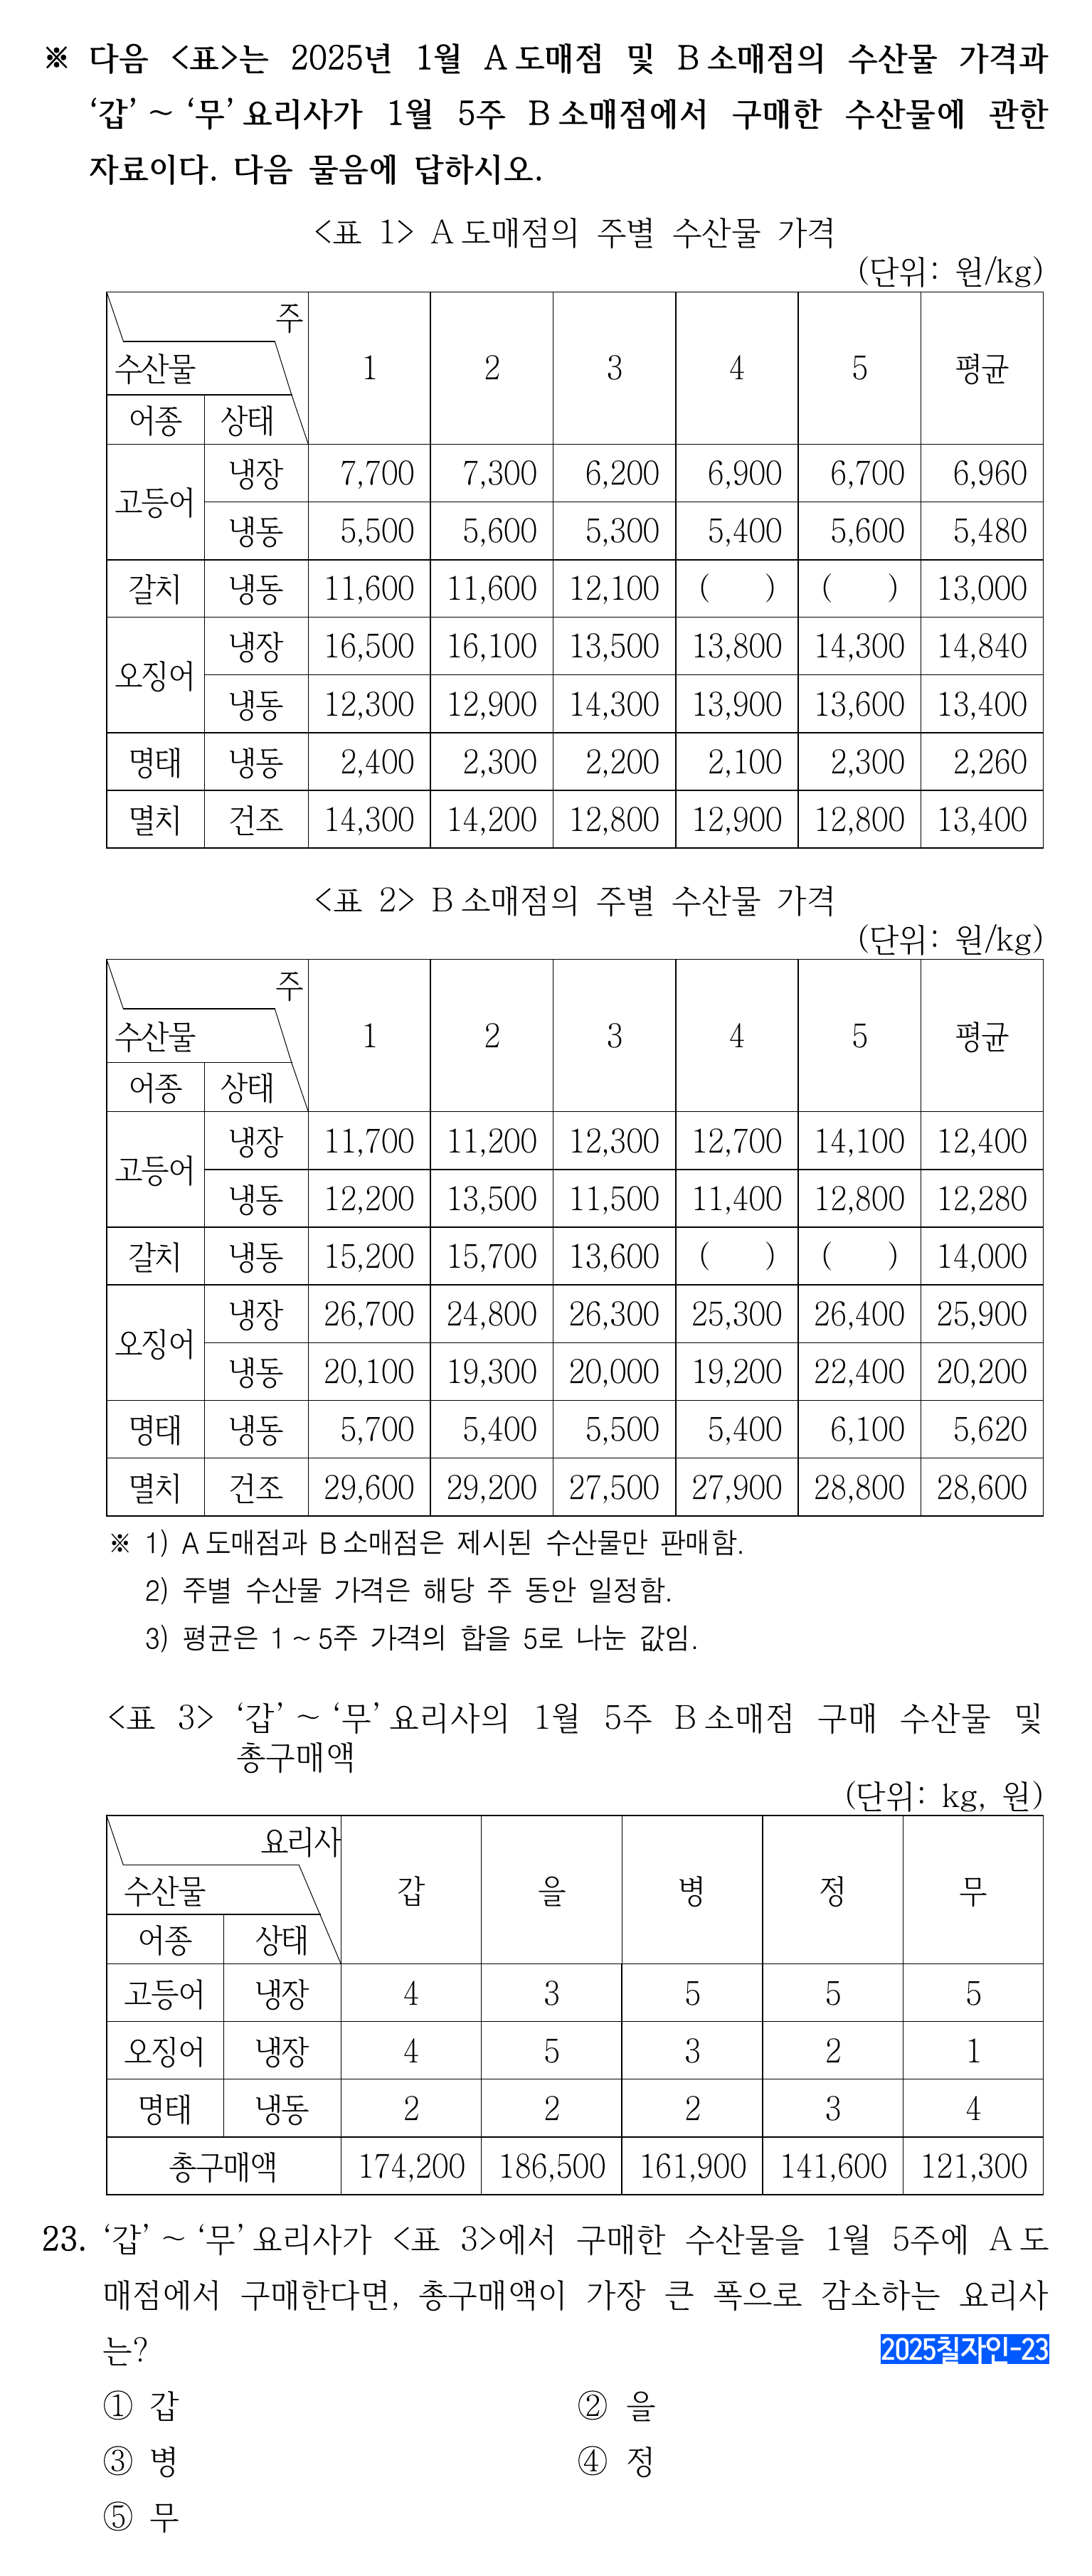 ※ 다음 <표>는 2025년 1월 A도매점 및 B소매점의 수산물 가격과
‘갑’ ~ ‘무’ 요리사가 1월 5주 B소매점에서 구매한 수산물에 관한
자료이다. 다음 물음에 답하시오.
<표 1> A도매점의 주별 수산물 가격
(단위: 원/kg)
주
수산물 1 2 3 4 5 평균
어종 상태
고등어 냉장 7,700 7,300 6,200 6,900 6,700 6,960
냉동 5,500 5,600 5,300 5,400 5,600 5,480
갈치 냉동 11,600 11,600 12,100 ( ) ( ) 13,000
오징어 냉장 16,500 16,100 13,500 13,800 14,300 14,840
냉동 12,300 12,900 14,300 13,900 13,600 13,400
명태 냉동 2,400 2,300 2,200 2,100 2,300 2,260
멸치 건조 14,300 14,200 12,800 12,900 12,800 13,400
<표 2> B소매점의 주별 수산물 가격
(단위: 원/kg)
주
수산물 1 2 3 4 5 평균
어종 상태
고등어 냉장 11,700 11,200 12,300 12,700 14,100 12,400
냉동 12,200 13,500 11,500 11,400 12,800 12,280
갈치 냉동 15,200 15,700 13,600 ( ) ( ) 14,000
오징어 냉장 26,700 24,800 26,300 25,300 26,400 25,900
냉동 20,100 19,300 20,000 19,200 22,400 20,200
명태 냉동 5,700 5,400 5,500 5,400 6,100 5,620
멸치 건조 29,600 29,200 27,500 27,900 28,800 28,600
※ 1) A도매점과 B소매점은 제시된 수산물만 판매함.
2) 주별 수산물 가격은 해당 주 동안 일정함.
3) 평균은 1 ~ 5주 가격의 합을 5로 나눈 값임.
<표 3> ‘갑’ ~ ‘무’ 요리사의 1월 5주 B소매점 구매 수산물 및
총구매액
(단위: kg, 원)
요리사
수산물 갑 을 병 정 무
어종 상태
고등어 냉장 4 3 5 5 5
오징어 냉장 4 5 3 2 1
명태 냉동 2 2 2 3 4
총구매액 174,200 186,500 161,900 141,600 121,300
23. ‘갑’ ~ ‘무’ 요리사가 <표 3>에서 구매한 수산물을 1월 5주에 A도
매점에서 구매한다면, 총구매액이 가장 큰 폭으로 감소하는 요리사
는? 2025칠자인-23
① 갑 ② 을
③ 병 ④ 정
⑤ 무